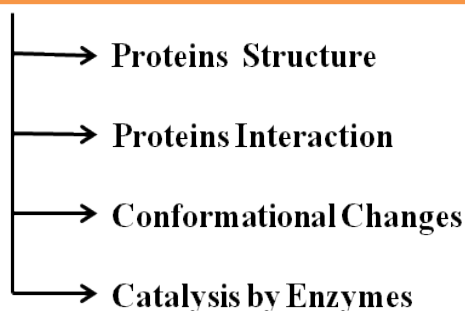 Proteins Structure
Proteins Interaction
Conformational Changes
Catalysis by Enzymes